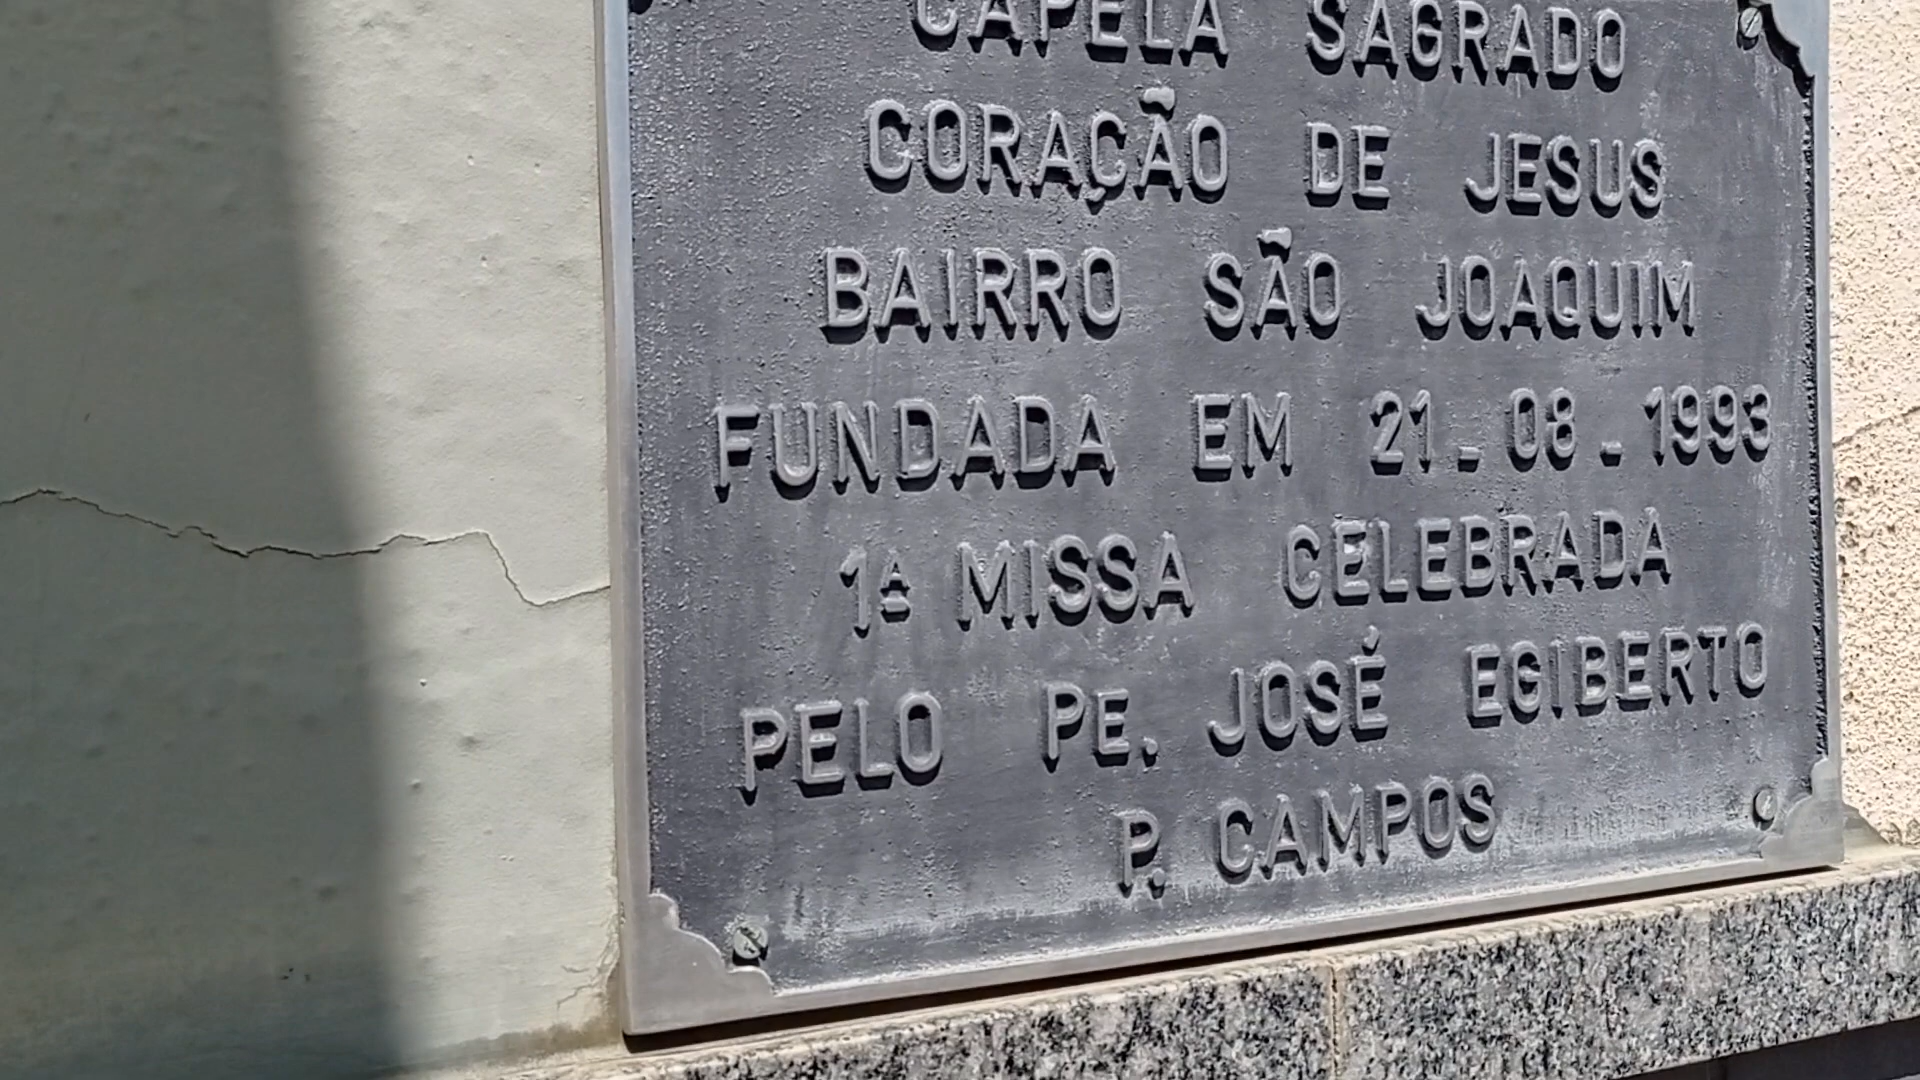 CAPELA SAGRADO
CORAÇÃO DE JESUS
BAIRRO SÃO JOAQUIM
FUNDADA EM 21-08-1993
1ª MISSA CELEBRADA
PELO PE. JOSÉ EGIBERTO
P. CAMPOS